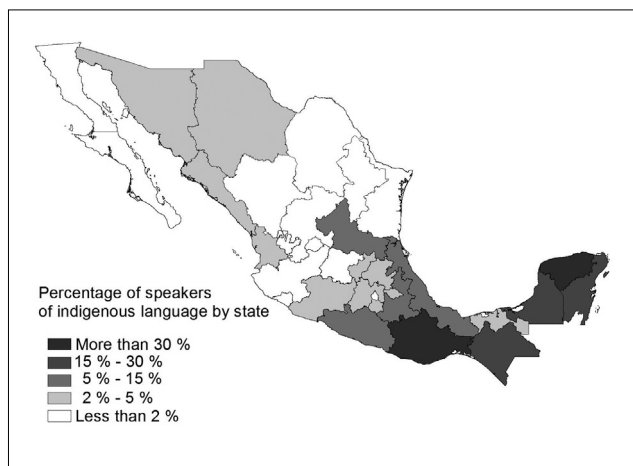 Percentage of speakers
of indigenous language by state
More than 30 %
15 % - 30 %
5 % - 15 %
2 % - 5 %
Less than 2 %